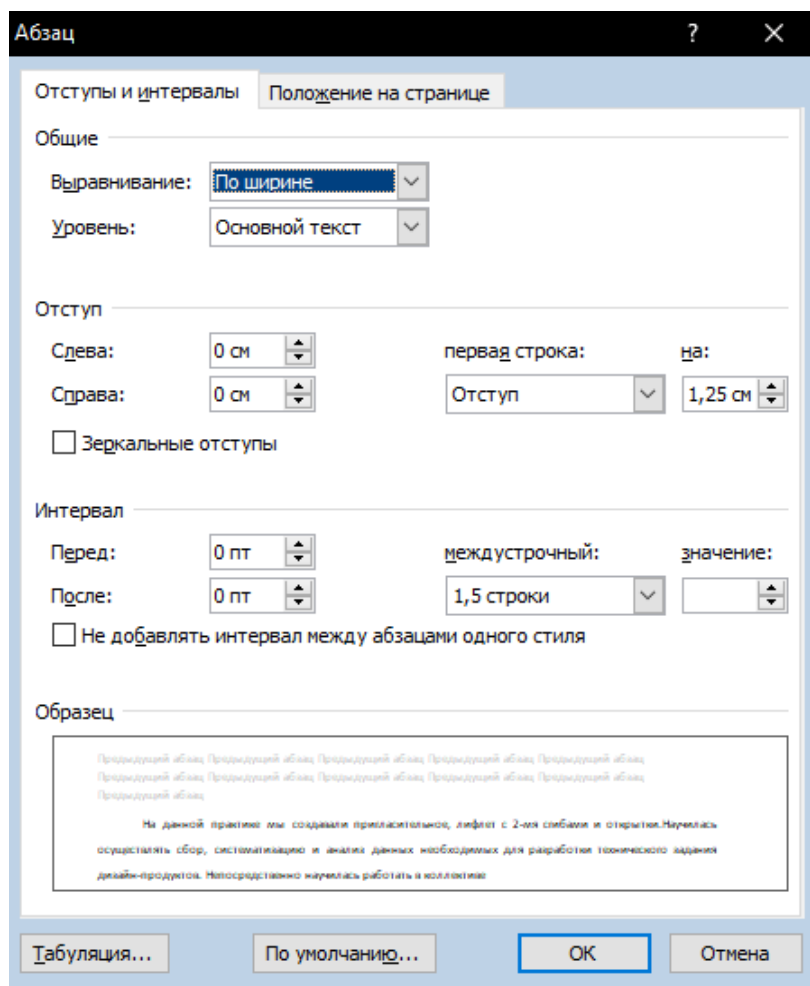 Абзац ?
Отступы и интервалы Положение на странице
Общие
Выравнивание: По ширине
Уровень: Основной текст
Отступ
Слева: 0 см первая строка: на:
Справа: 0 см Отступ 1,25 см
Зеркальные отступы
Интервал
Перед: 0 пт междустрочный: значение:
После: 0 пт 1,5 строки
Не добавлять интервал между абзацами одного стиля
Образец
Предыдущий абзац Предыдущий абзац Предыдущий абзац Предыдущий абзац Предыдущий абзац
Предыдущий абзац Предыдущий абзац Предыдущий абзац Предыдущий абзац Предыдущий абзац
Предыдущий абзац
На данной практике мы создавали пригласительное, лифлет с 2-мя сгибами и открытки.Научилась
осуществлять сбор, систематизацию и анализ данных необходимых для разработки технического задания
дизайн-продуктов. Непосредственно научилась работать в коллективе
Табуляция... По умолчанию... ОК Отмена